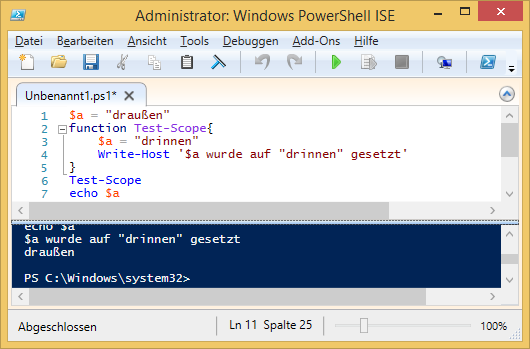 Administrator: Windows PowerShell ISE
Datei Bearbeiten Ansicht Tools Debuggen Add-Ons Hilfe
Unbenannt1.ps1*
1 $a = "draußen"
2 function Test-Scope{
3 $a = "drinnen"
4 Write-Host '$a wurde auf "drinnen" gesetzt'
5 }
6 Test-Scope
7 echo $a
echo $a
$a wurde auf "drinnen" gesetzt
draußen
PS C:\Windows\system32>
Abgeschlossen Ln 11 Spalte 25 100%